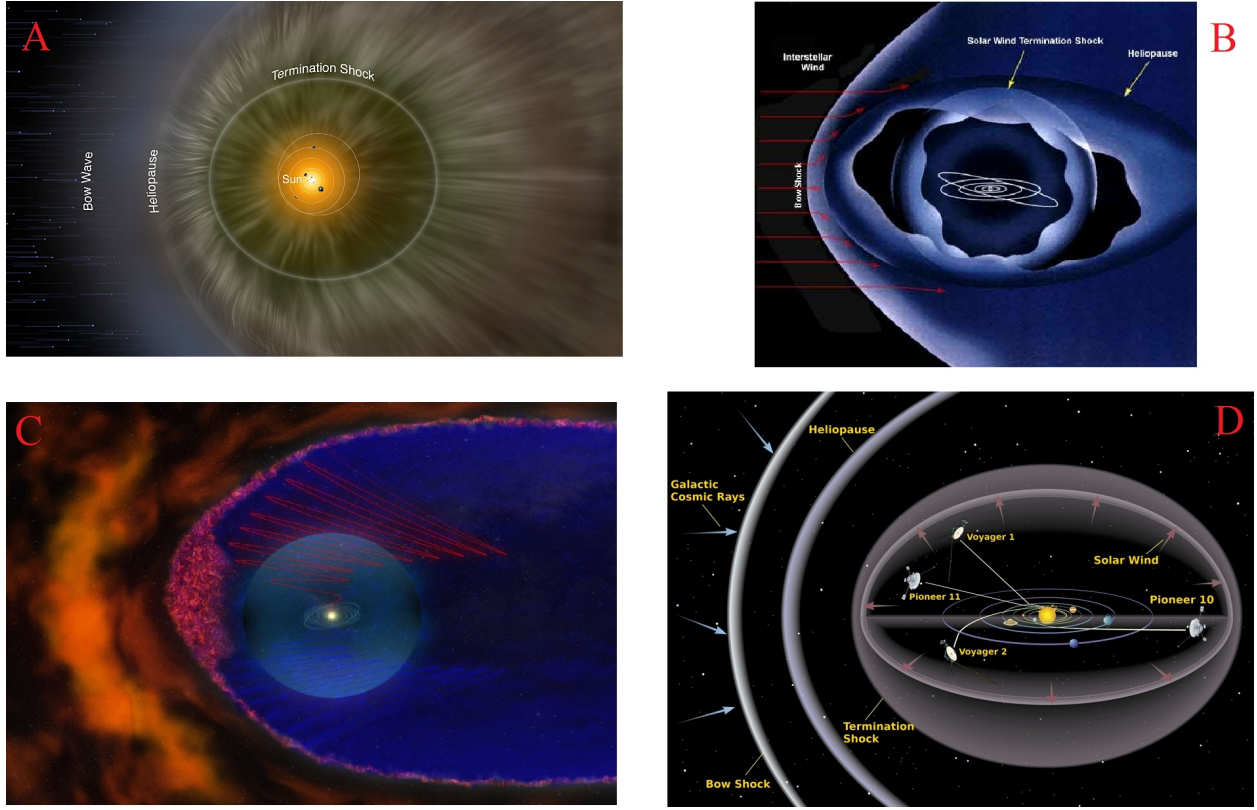 A
Termination Shock
Sun
Heliopause
Bow Wave
B
Solar Wind Termination Shock
Interstellar
Wind
Heliopause
Bow Shock
C
D
Heliopause
Galactic
Cosmic Rays
Voyager 1
Solar Wind
Pioneer 11
Pioneer 10
Voyager 2
Termination
Shock
Bow Shock